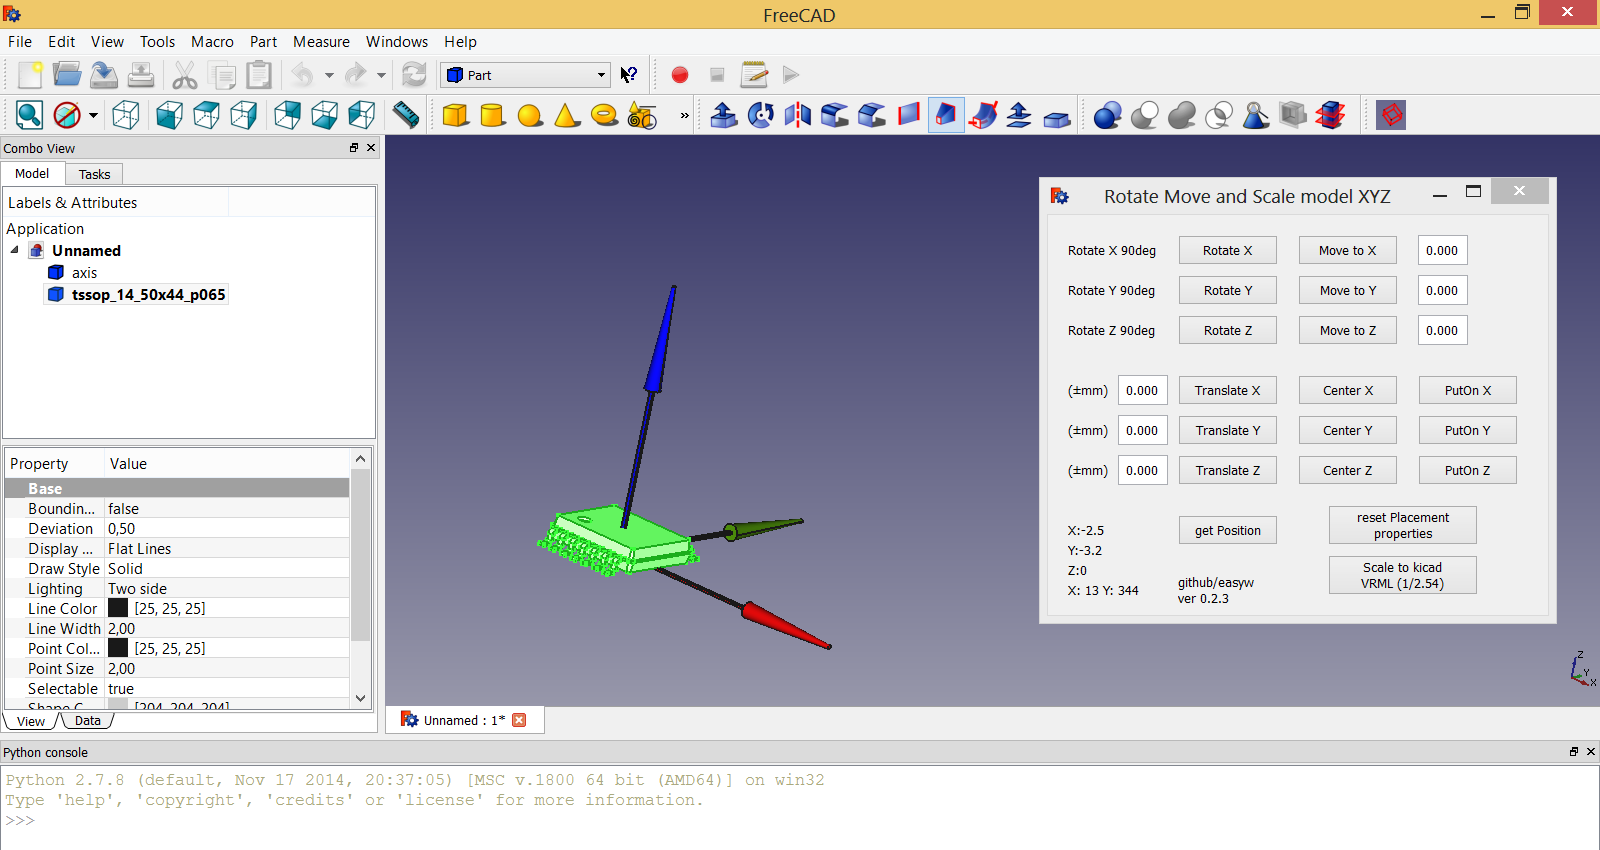 FreeCAD
File Edit View Tools Macro Part Measure Windows Help
Part
»
Combo View
Model Tasks
Labels & Attributes
Application
Unnamed
axis
tssop_14_50x44_p065
Property Value
Base
Boundin... false
Deviation 0,50
Display ... Flat Lines
Draw Style Solid
Lighting Two side
Line Color [25, 25, 25]
Line Width 2,00
Point Col... [25, 25, 25]
Point Size 2,00
Selectable true
Shape C [204, 204, 204]
View Data
Rotate Move and Scale model XYZ
Rotate X 90deg Rotate X Move to X 0.000
Rotate Y 90deg Rotate Y Move to Y 0.000
Rotate Z 90deg Rotate Z Move to Z 0.000
(±mm) 0.000 Translate X Center X PutOn X
(±mm) 0.000 Translate Y Center Y PutOn Y
(±mm) 0.000 Translate Z Center Z PutOn Z
X:-2.5
Y:-3.2
Z:0
X: 13 Y: 344
get Position
github/easyw
ver 0.2.3
reset Placement
properties
Scale to kicad
VRML (1/2.54)
Z
Y
X
Unnamed : 1*
Python console
Python 2.7.8 (default, Nov 17 2014, 20:37:05) [MSC v.1800 64 bit (AMD64)] on win32
Type 'help', 'copyright', 'credits' or 'license' for more information.
>>>